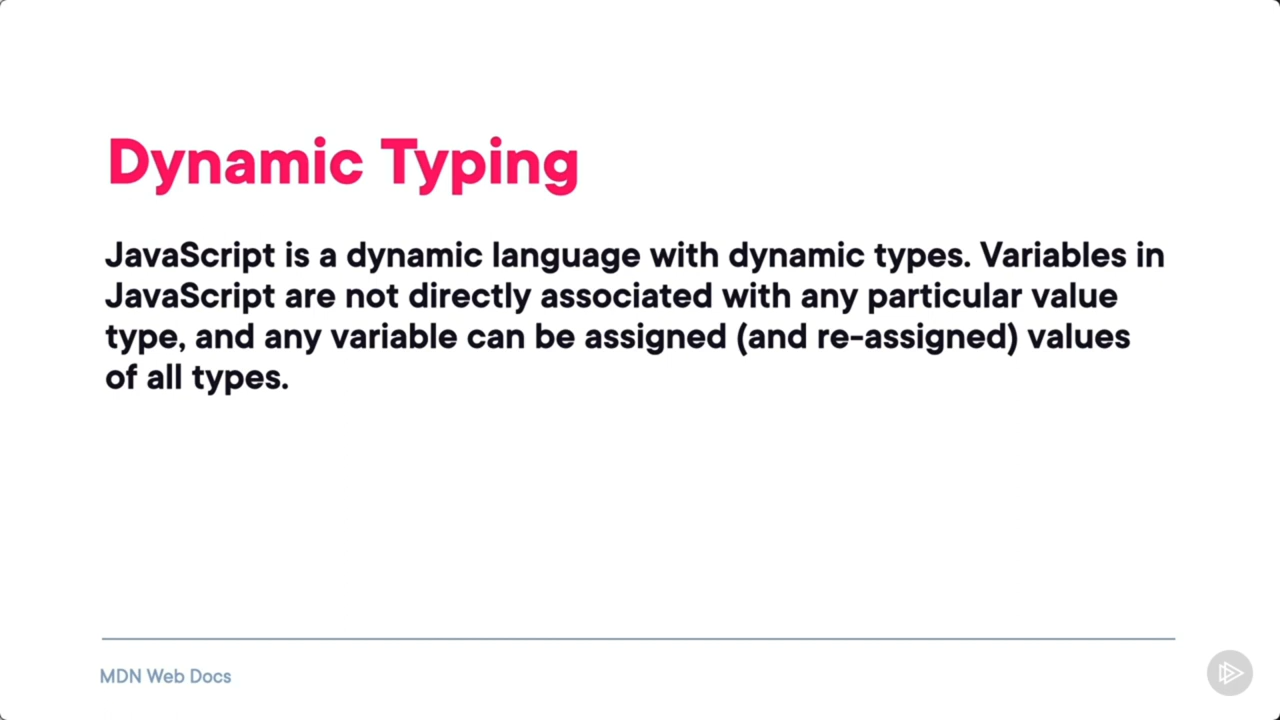 Dynamic Typing
JavaScript is a dynamic language with dynamic types. Variables in
JavaScript are not directly associated with any particular value
type, and any variable can be assigned (and re-assigned) values
of all types.
MDN Web Docs